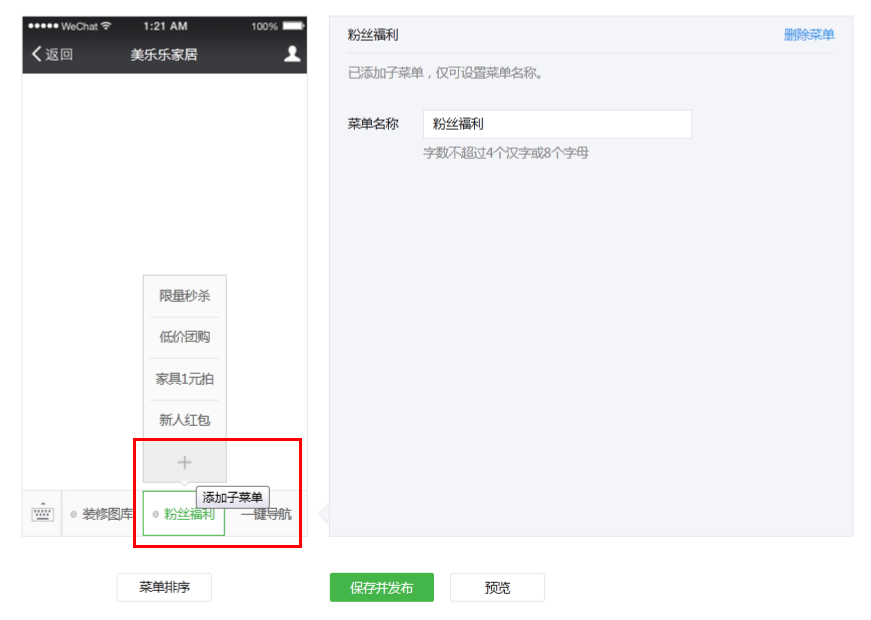 WeChat 1:21 AM 100%
返回 美乐乐家居
限量秒杀
低价团购
家具1元拍
新人红包
+
添加子菜单
装修图库 粉丝福利 一键导航
菜单排序
粉丝福利 删除菜单
已添加子菜单，仅可设置菜单名称。
菜单名称 粉丝福利
字数不超过4个汉字或8个字母
保存并发布 预览